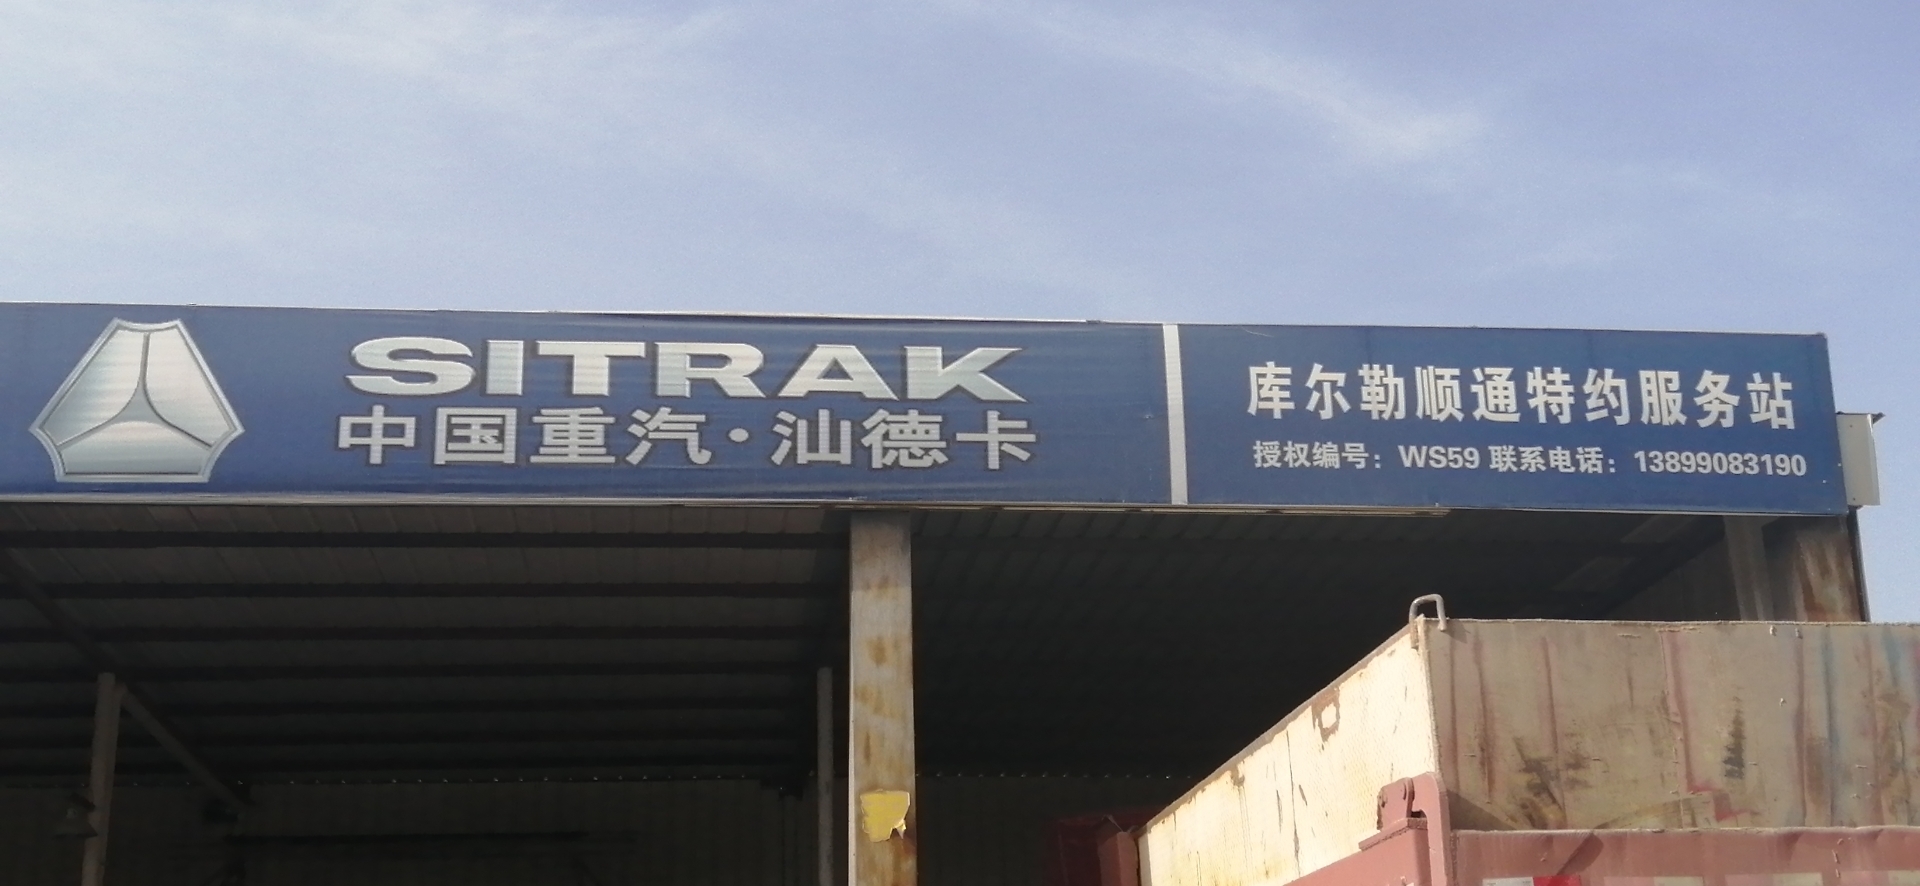 SITRAK
中国重汽·汕德卡
库尔勒顺通特约服务站
授权编号：WS59 联系电话：13899083190